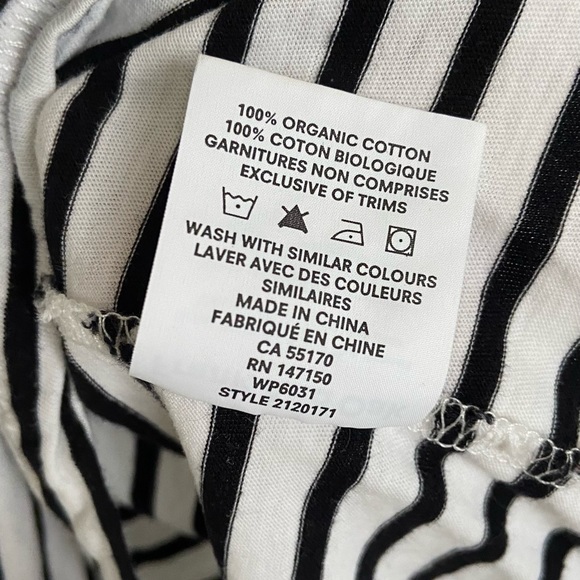 100% ORGANIC COTTON
100% COTON BIOLOGIQUE
GARNITURES NON COMPRISES
EXCLUSIVE OF TRIMS
WASH WITH SIMILAR COLOURS
LAVER AVEC DES COULEURS
SIMILAIRES
MADE IN CHINA
FABRIQUÉ EN CHINE
CA 55170
RN 147150
WP6031
STYLE 2120171